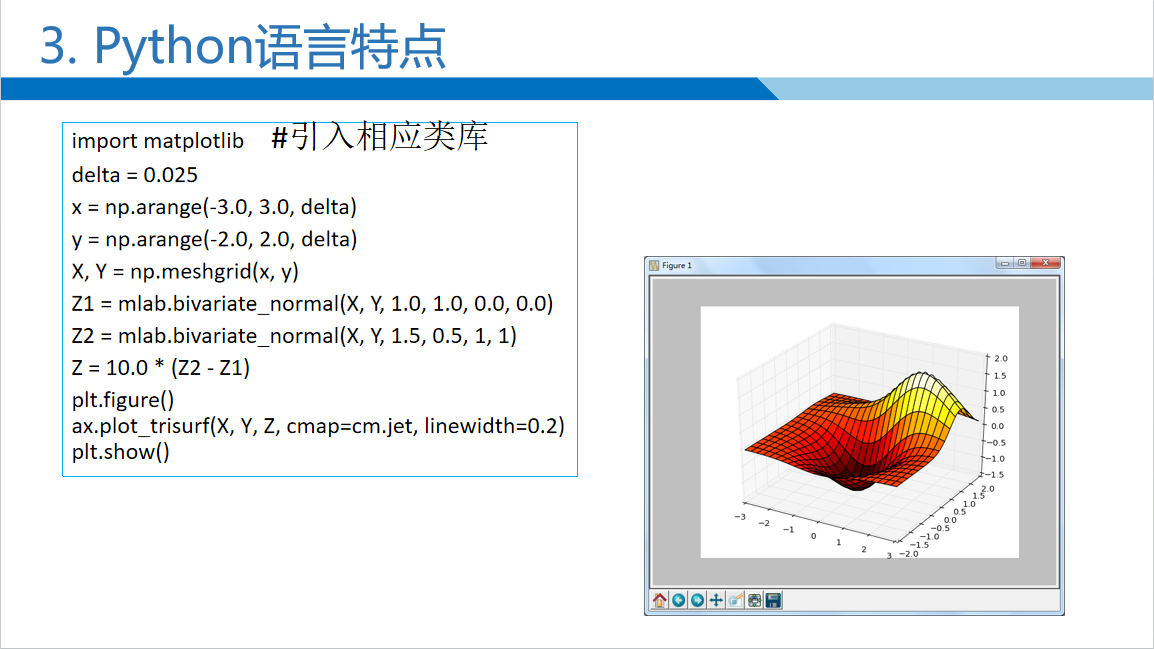 3. Python语言特点
import matplotlib #引入相应类库
delta = 0.025
x = np.arange(-3.0, 3.0, delta)
y = np.arange(-2.0, 2.0, delta)
X, Y = np.meshgrid(x, y)
Z1 = mlab.bivariate_normal(X, Y, 1.0, 1.0, 0.0, 0.0)
Z2 = mlab.bivariate_normal(X, Y, 1.5, 0.5, 1, 1)
Z = 10.0 * (Z2 - Z1)
plt.figure()
ax.plot_trisurf(X, Y, Z, cmap=cm.jet, linewidth=0.2)
plt.show()
Figure 1
2.0
1.5
1.0
0.5
0.0
−0.5
−1.0
−1.5
2.0
1.5
1.0
0.5
0.0
−0.5
−1.0
−1.5
−2.0
−3
−2
−1
0
1
2
3